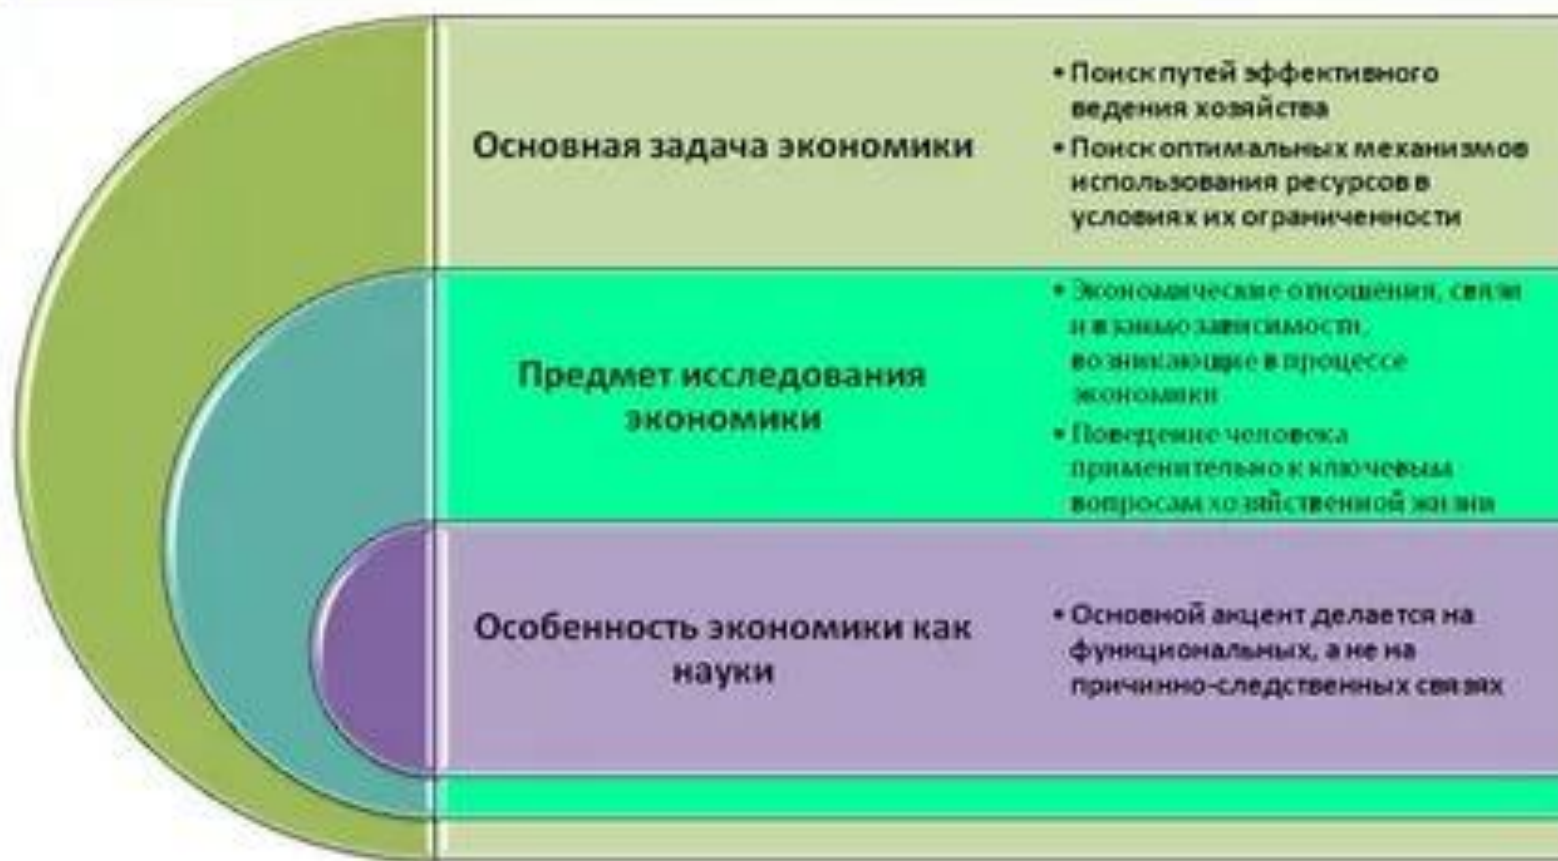 Основная задача экономики
• Поиск путей эффективного
ведения хозяйства
• Поиск оптимальных механизмов
использования ресурсов в
условиях их ограниченности
Предмет исследования
экономики
• Экономические отношения, связи
и взаимозависимости,
возникающие в процессе
экономики
• Поведение человека
применительно к ключевым
вопросам хозяйственной жизни
Особенность экономики как
науки
• Основной акцент делается на
функциональных, а не на
причинно-следственных связях